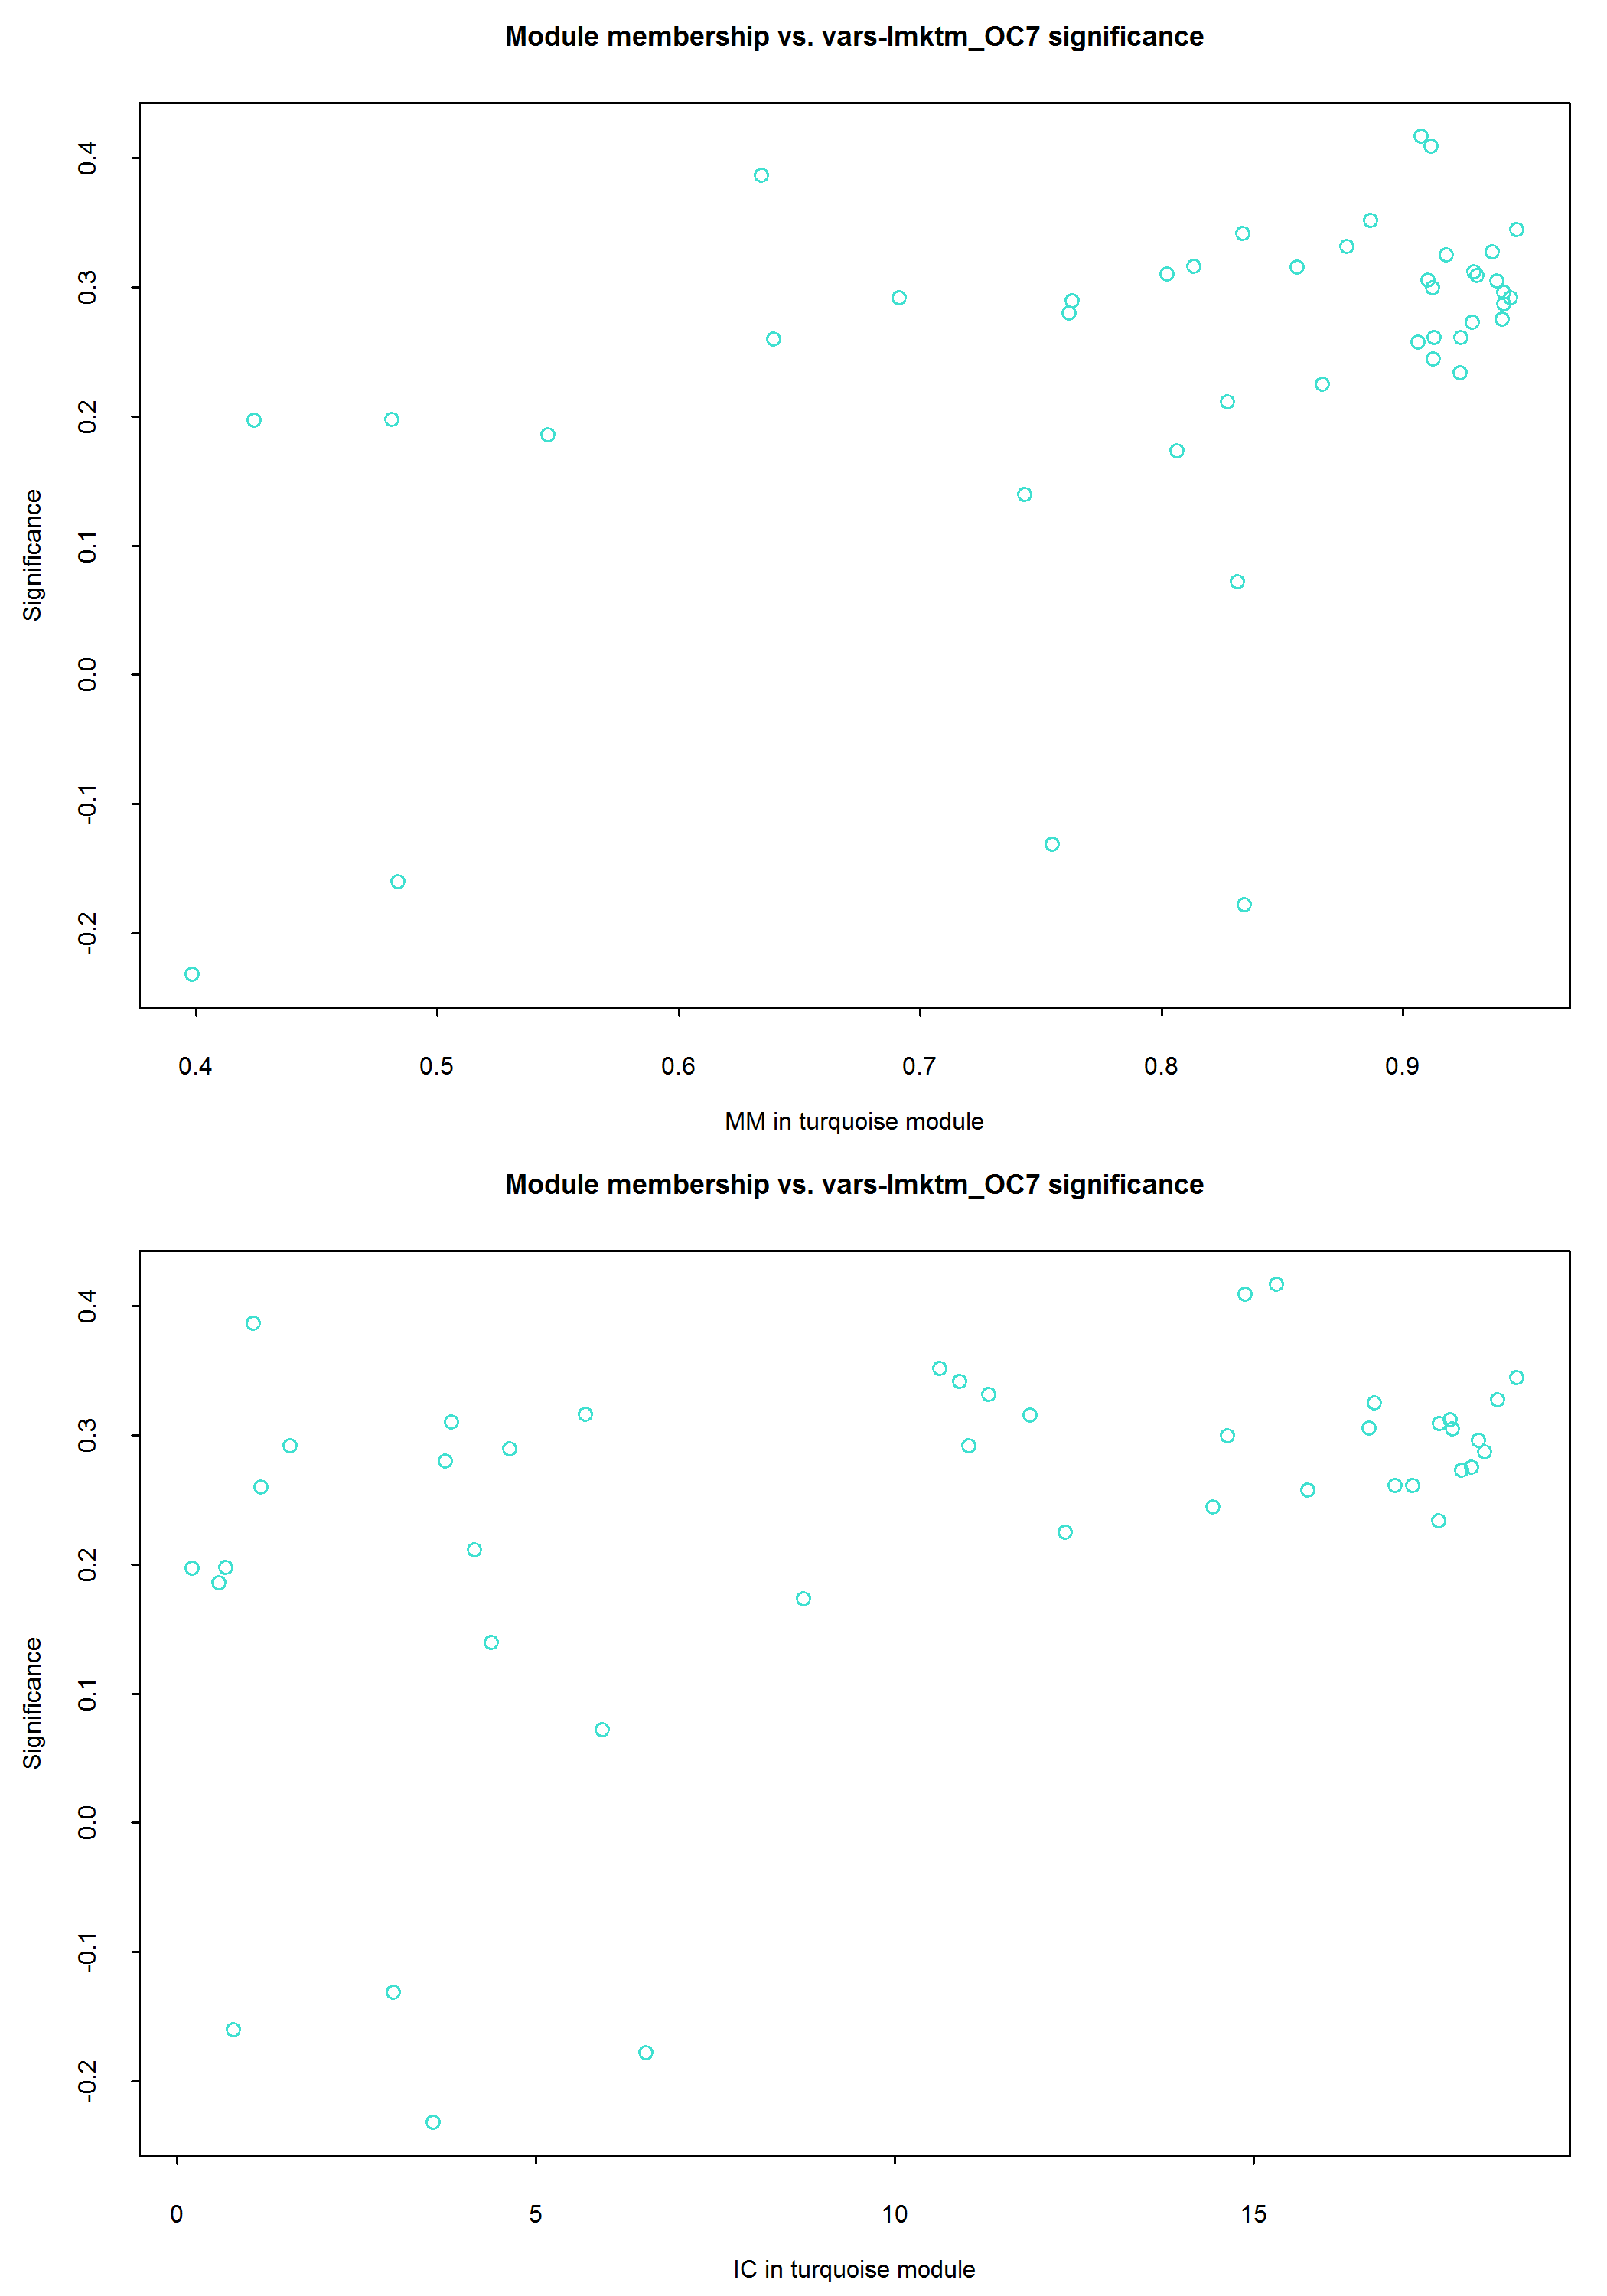 Module membership vs. vars-lmktm_OC7 significance
0.4
0.3
0.2
0.1
0.0
-0.1
-0.2
Significance
0.4 0.5 0.6 0.7 0.8 0.9
MM in turquoise module
Module membership vs. vars-lmktm_OC7 significance
0.4
0.3
0.2
0.1
0.0
-0.1
-0.2
Significance
0 5 10 15
IC in turquoise module